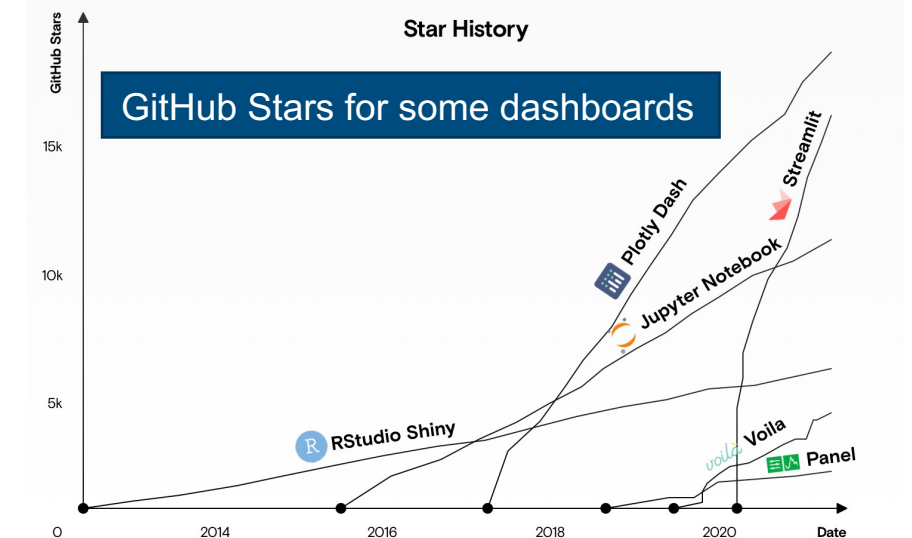 Star History
GitHub Stars
GitHub Stars for some dashboards
15k
10k
5k
0
Plotly Dash
Streamlit
Jupyter Notebook
R RStudio Shiny
voilà Voila
Panel
2014 2016 2018 2020 Date